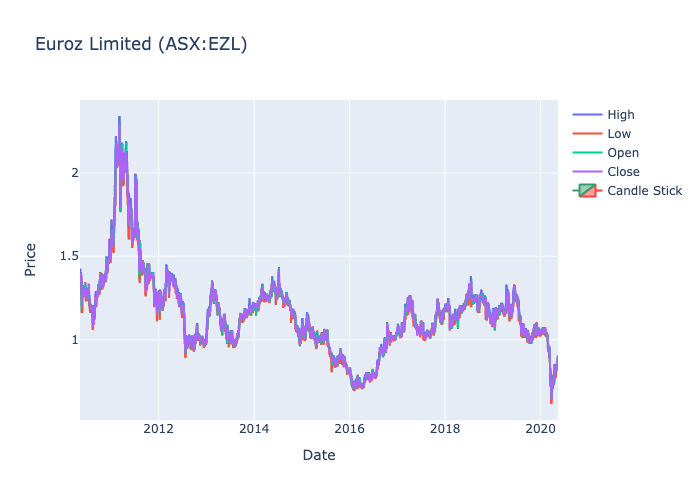 Euroz Limited (ASX:EZL)
High
Low
Open
Close
Candle Stick
2
1.5
1
Price
2012
2014
2016
2018
2020
Date